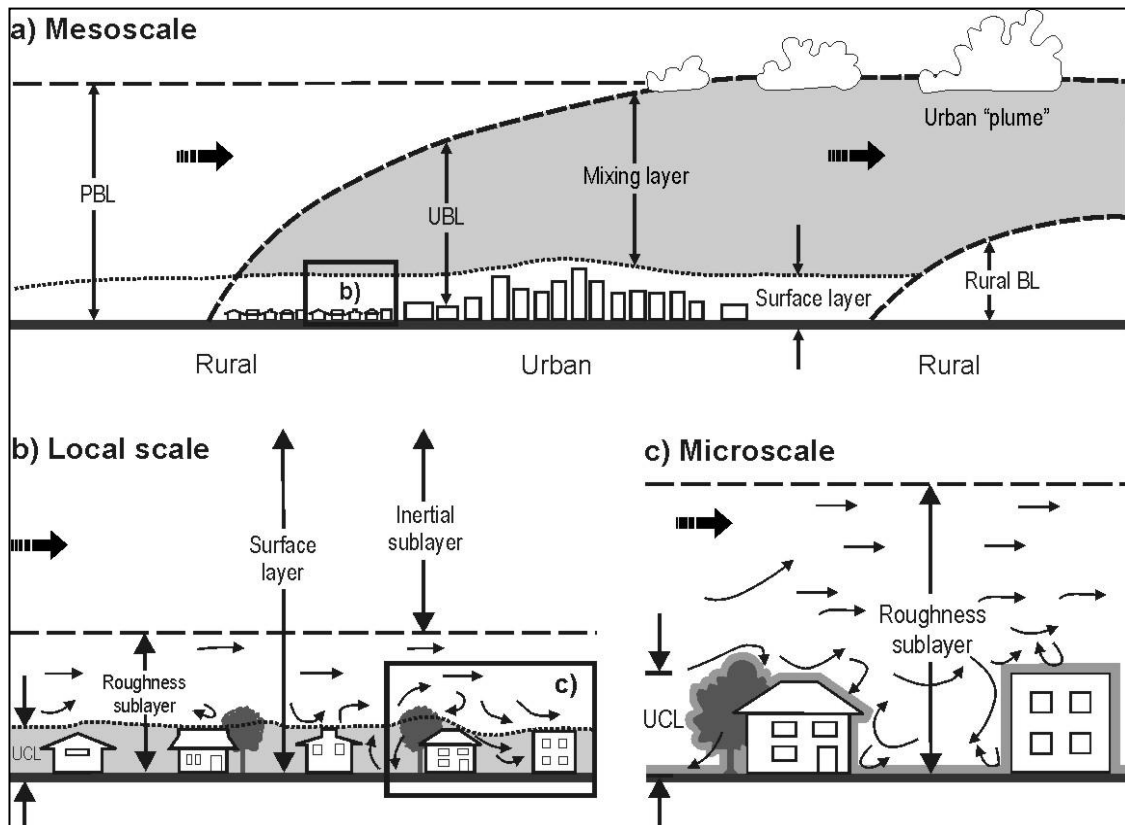 a) Mesoscale
Urban “plume”
PBL
UBL
Mixing layer
b)
Surface layer
Rural BL
Rural
Urban
Rural
b) Local scale
Surface
layer
Inertial
sublayer
Roughness
sublayer
UCL
c)
c) Microscale
Roughness
sublayer
UCL